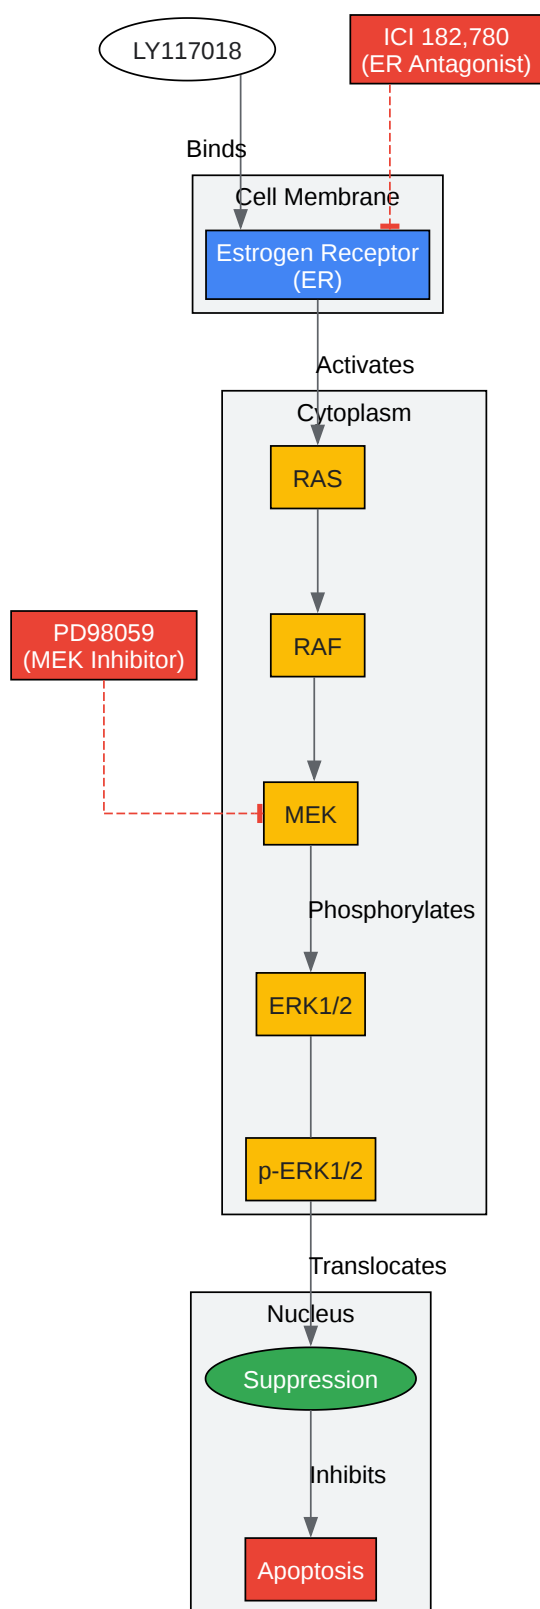 LY117018
ICI 182,780
(ER Antagonist)
Binds
Cell Membrane
Estrogen Receptor
(ER)
Activates
Cytoplasm
RAS
RAF
PD98059
(MEK Inhibitor)
MEK
Phosphorylates
ERK1/2
p-ERK1/2
Translocates
Nucleus
Suppression
Inhibits
Apoptosis